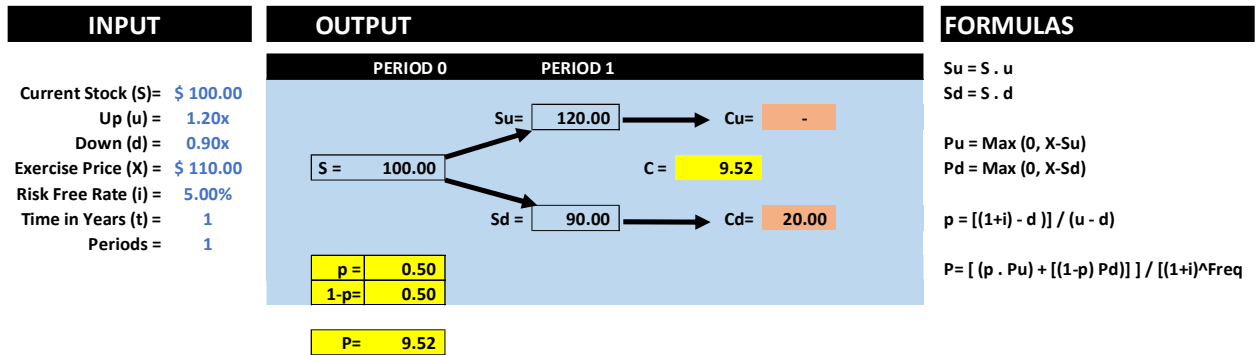 INPUT
OUTPUT
FORMULAS
PERIOD 0 PERIOD 1
Current Stock (S)= $ 100.00
Up (u) = 1.20x
Down (d) = 0.90x
Exercise Price (X) = $ 110.00
Risk Free Rate (i) = 5.00%
Time in Years (t) = 1
Periods = 1
Su= 120.00 Cu= -
S = 100.00 C = 9.52
Sd = 90.00 Cd= 20.00
p = 0.50
1-p= 0.50
P= 9.52
Su = S . u
Sd = S . d
Pu = Max (0, X-Su)
Pd = Max (0, X-Sd)
p = [(1+i) - d )] / (u - d)
P= [ (p . Pu) + [(1-p) Pd)] ] / [(1+i)^Freq